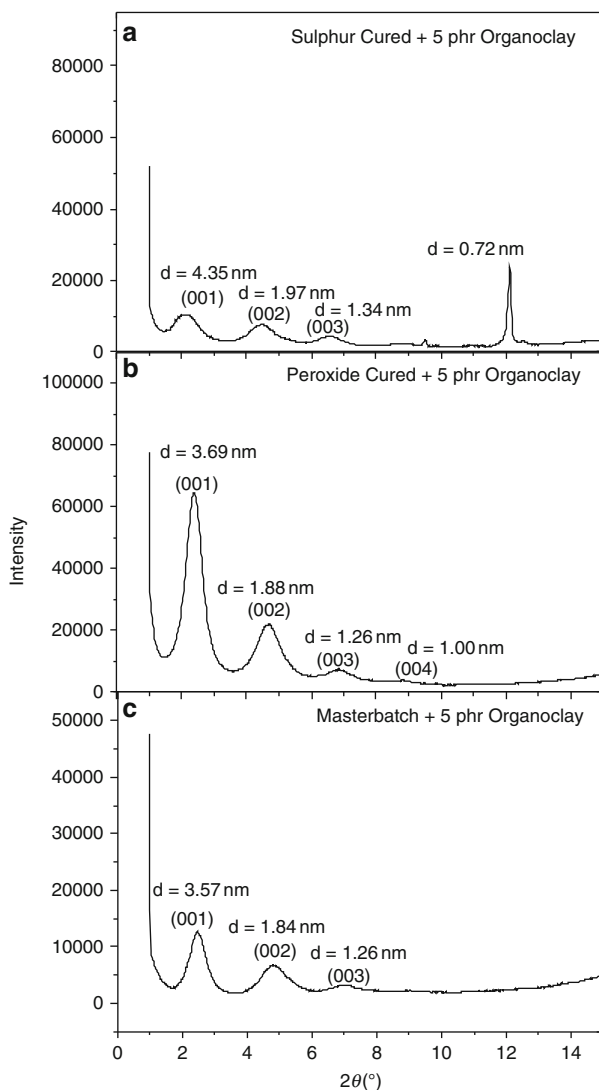 a
Sulphur Cured + 5 phr Organoclay
80000
60000
40000
20000
0
d = 4.35 nm
(001)
d = 1.97 nm
(002)
d = 1.34 nm
(003)
d = 0.72 nm
b
Peroxide Cured + 5 phr Organoclay
100000
80000
60000
40000
20000
0
d = 3.69 nm
(001)
d = 1.88 nm
(002)
d = 1.26 nm
(003)
d = 1.00 nm
(004)
Intensity
c
Masterbatch + 5 phr Organoclay
50000
40000
30000
20000
10000
0
d = 3.57 nm
(001)
d = 1.84 nm
(002)
d = 1.26 nm
(003)
0 2 4 6 8 10 12 14
2θ(°)